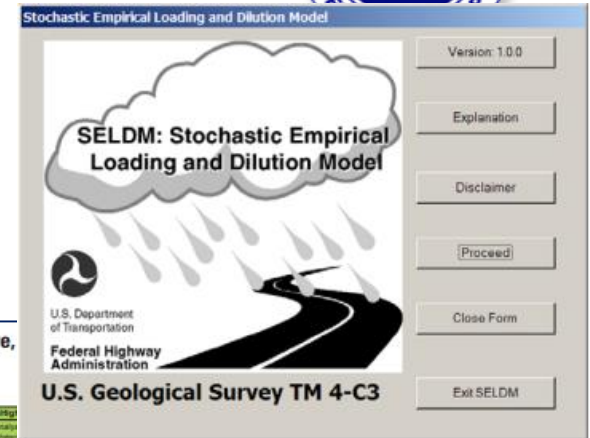 Stochastic Empirical Loading and Dilution Model
Version: 1.0.0
SELDM: Stochastic Empirical
Loading and Dilution Model
Explanation
Disclaimer
Proceed
U.S. Department
of Transportation
Federal Highway
Administration
Close Form
U.S. Geological Survey TM 4-C3
Exit SELDM